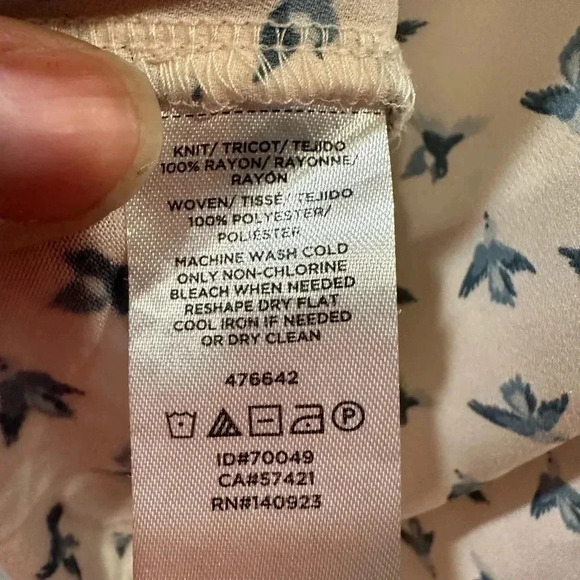 KNIT/ TRICOT/ TEJIDO
100% RAYON/ RAYONNE/
RAYÓN
WOVEN/ TISSÉ/ TEJIDO
100% POLYESTER/
POLIÉSTER
MACHINE WASH COLD
ONLY NON-CHLORINE
BLEACH WHEN NEEDED
RESHAPE DRY FLAT
COOL IRON IF NEEDED
OR DRY CLEAN
476642
P
ID#70049
CA#57421
RN#140923